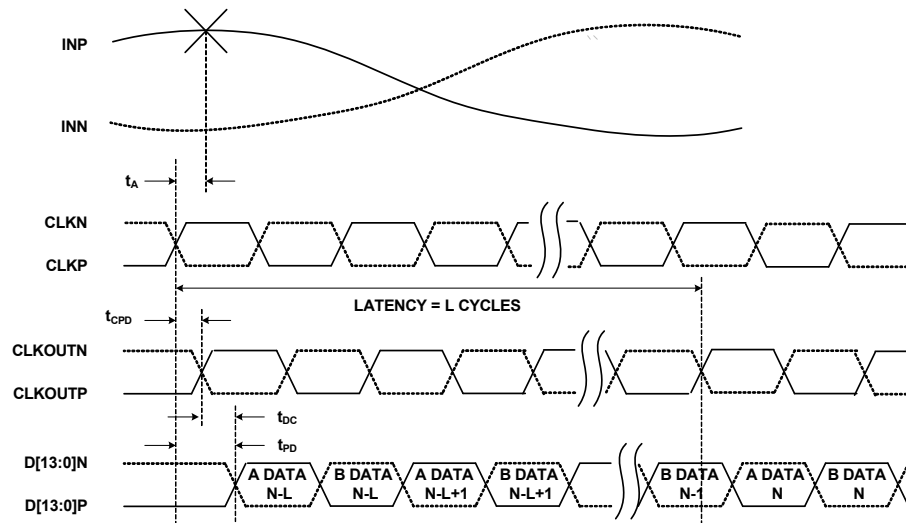 INP
INN
tA
CLKN
CLKP
LATENCY = L CYCLES
tCPD
CLKOUTN
CLKOUTP
tDC
tPD
D[13:0]N
D[13:0]P
A DATA
N-L
B DATA
N-L
A DATA
N-L+1
B DATA
N-L+1
B DATA
N-1
A DATA
N
B DATA
N